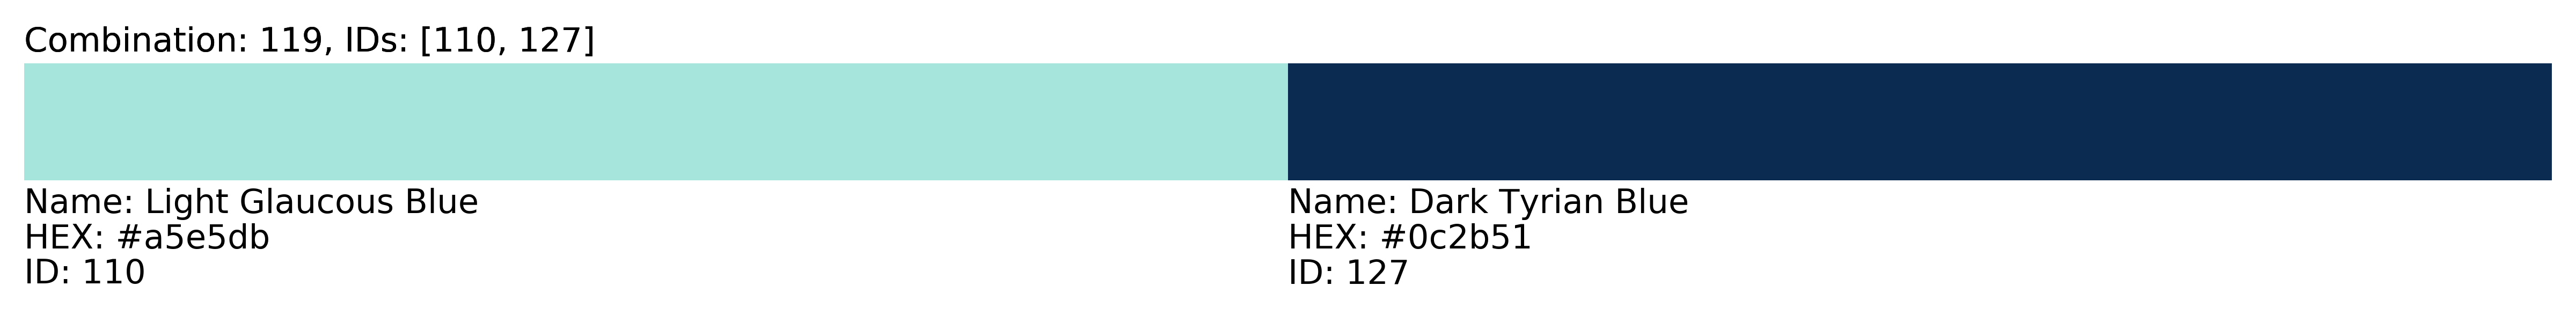 Combination: 119, IDs: [110, 127]
Name: Light Glaucous Blue
HEX: #a5e5db
ID: 110
Name: Dark Tyrian Blue
HEX: #0c2b51
ID: 127